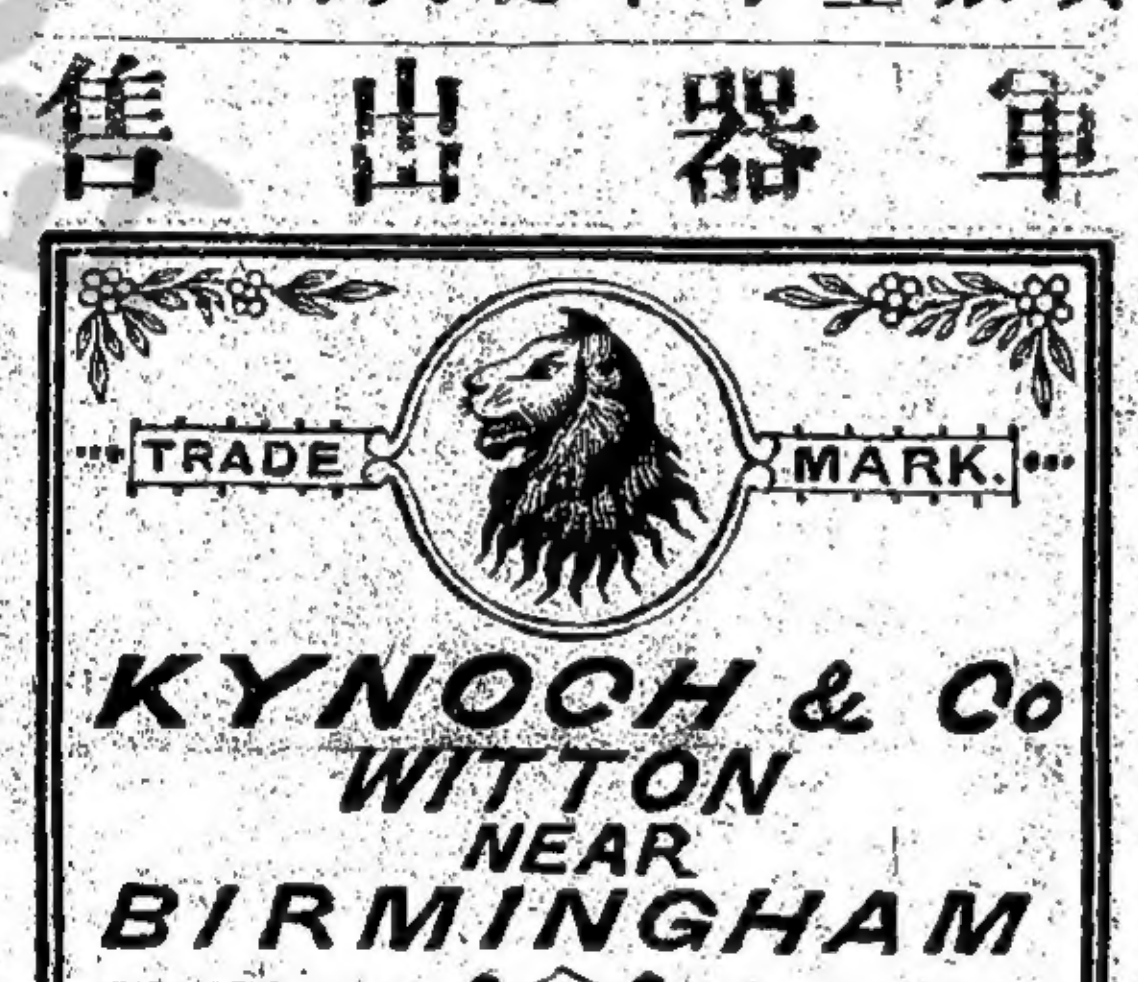 軍器出售
TRADE MARK.
KYNOCH & Co
WITTON
NEAR
BIRMINGHAM